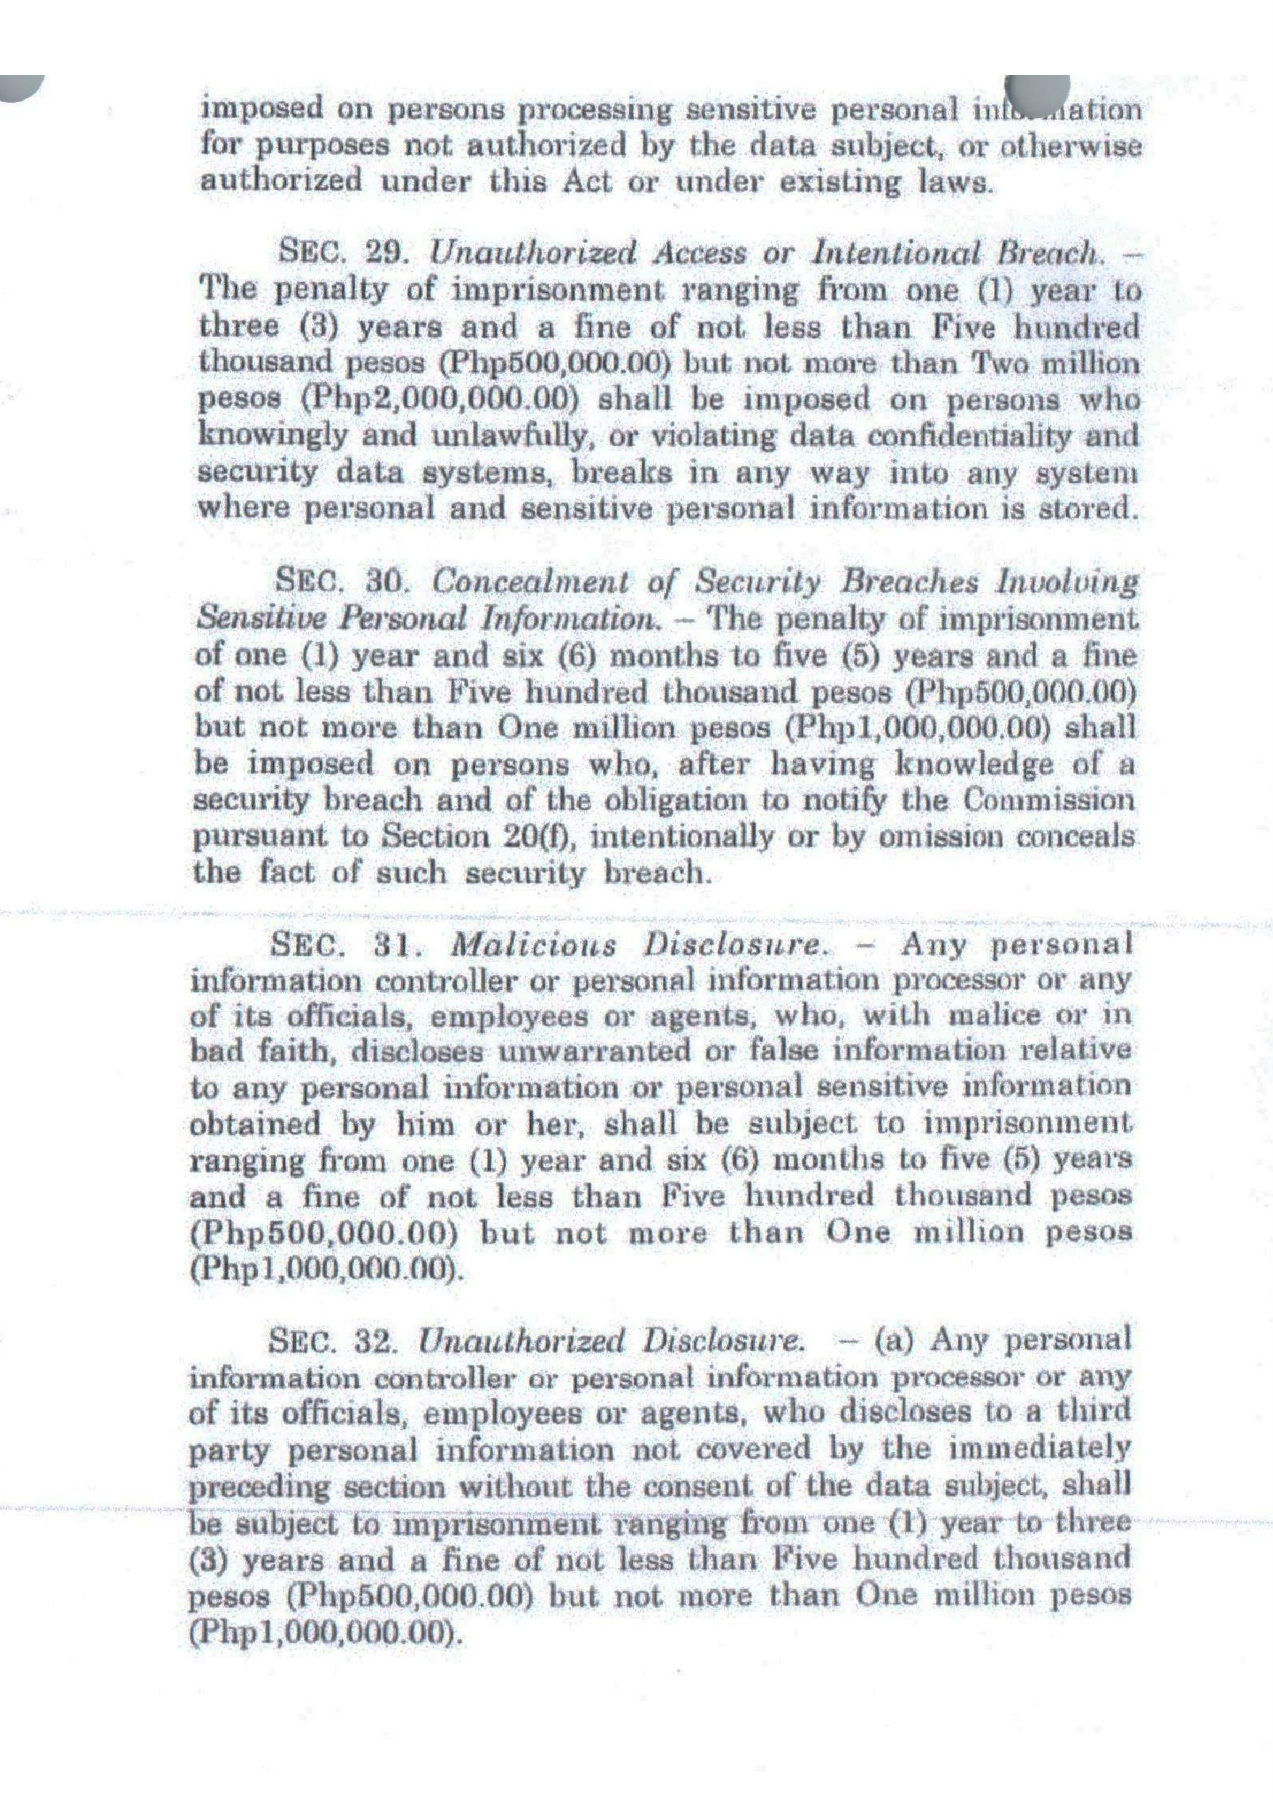 imposed on persons processing sensitive personal information
for purposes not authorized by the data subject, or otherwise
authorized under this Act or under existing laws.
SEC. 29. Unauthorized Access or Intentional Breach. –
The penalty of imprisonment ranging from one (1) year to
three (3) years and a fine of not less than Five hundred
thousand pesos (Php500,000.00) but not more than Two million
pesos (Php2,000,000.00) shall be imposed on persons who
knowingly and unlawfully, or violating data confidentiality and
security data systems, breaks in any way into any system
where personal and sensitive personal information is stored.
SEC. 30. Concealment of Security Breaches Involving
Sensitive Personal Information. – The penalty of imprisonment
of one (1) year and six (6) months to five (5) years and a fine
of not less than Five hundred thousand pesos (Php500,000.00)
but not more than One million pesos (Php1,000,000.00) shall
be imposed on persons who, after having knowledge of a
security breach and of the obligation to notify the Commission
pursuant to Section 20(f), intentionally or by omission conceals
the fact of such security breach.
SEC. 31. Malicious Disclosure. – Any personal
information controller or personal information processor or any
of its officials, employees or agents, who, with malice or in
bad faith, discloses unwarranted or false information relative
to any personal information or personal sensitive information
obtained by him or her, shall be subject to imprisonment
ranging from one (1) year and six (6) months to five (5) years
and a fine of not less than Five hundred thousand pesos
(Php500,000.00) but not more than One million pesos
(Php1,000,000.00).
SEC. 32. Unauthorized Disclosure. – (a) Any personal
information controller or personal information processor or any
of its officials, employees or agents, who discloses to a third
party personal information not covered by the immediately
preceding section without the consent of the data subject, shall
be subject to imprisonment ranging from one (1) year to three
(3) years and a fine of not less than Five hundred thousand
pesos (Php500,000.00) but not more than One million pesos
(Php1,000,000.00).